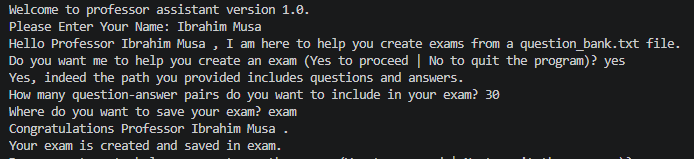 Welcome to professor assistant version 1.0.
Please Enter Your Name: Ibrahim Musa
Hello Professor Ibrahim Musa , I am here to help you create exams from a question_bank.txt file.
Do you want me to help you create an exam (Yes to proceed | No to quit the program)? yes
Yes, indeed the path you provided includes questions and answers.
How many question-answer pairs do you want to include in your exam? 30
Where do you want to save your exam? exam
Congratulations Professor Ibrahim Musa .
Your exam is created and saved in exam.